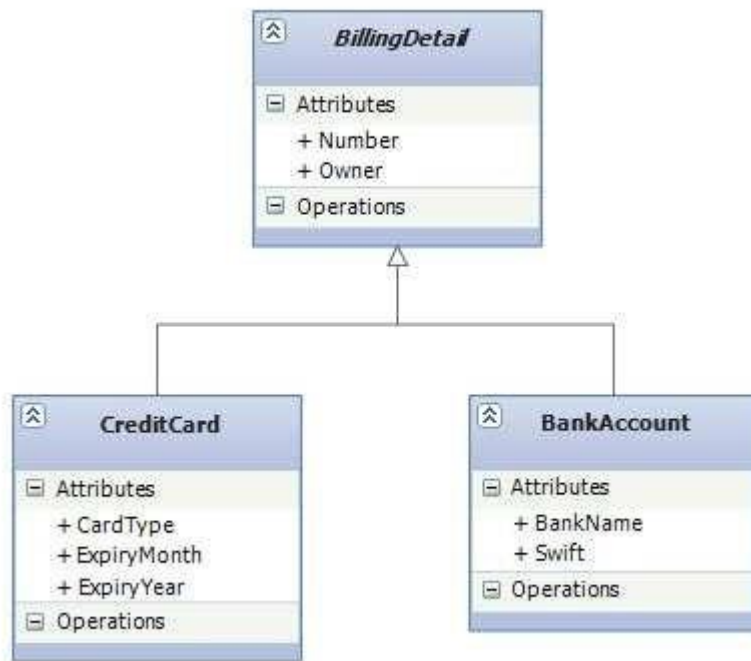 BillingDetail
Attributes
+ Number
+ Owner
Operations
CreditCard
Attributes
+ CardType
+ ExpiryMonth
+ ExpiryYear
Operations
BankAccount
Attributes
+ BankName
+ Swift
Operations